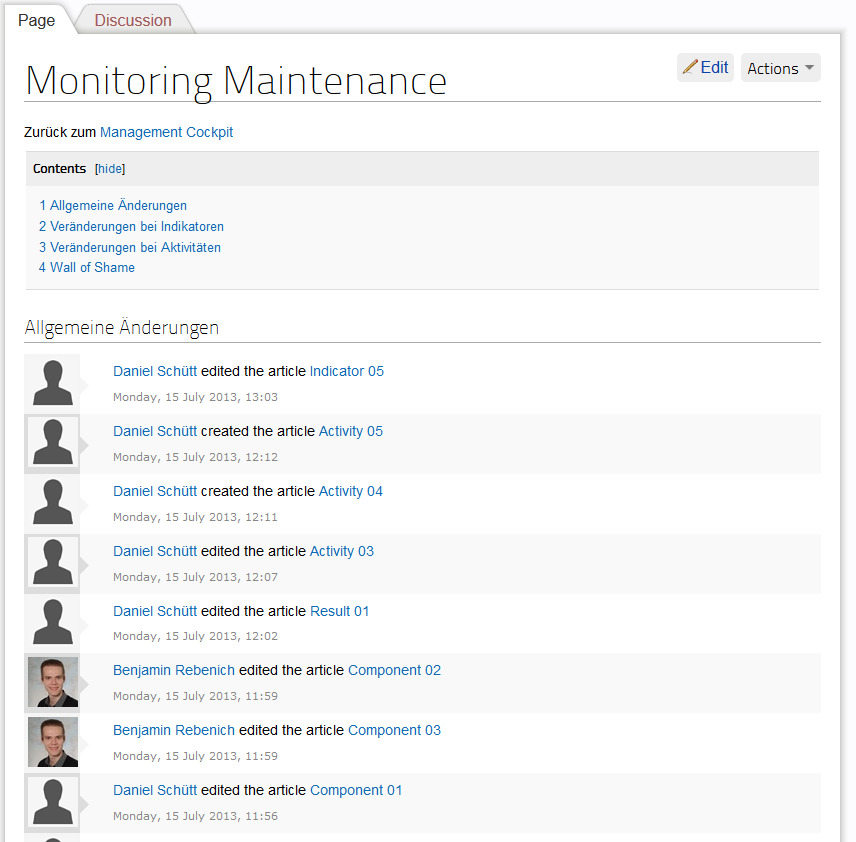 Page Discussion
Monitoring Maintenance
Edit Actions
Zurück zum Management Cockpit
Contents [hide]
1 Allgemeine Änderungen
2 Veränderungen bei Indikatoren
3 Veränderungen bei Aktivitäten
4 Wall of Shame
Allgemeine Änderungen
Daniel Schütt edited the article Indicator 05
Monday, 15 July 2013, 13:03
Daniel Schütt created the article Activity 05
Monday, 15 July 2013, 12:12
Daniel Schütt created the article Activity 04
Monday, 15 July 2013, 12:11
Daniel Schütt edited the article Activity 03
Monday, 15 July 2013, 12:07
Daniel Schütt edited the article Result 01
Monday, 15 July 2013, 12:02
Benjamin Rebenich edited the article Component 02
Monday, 15 July 2013, 11:59
Benjamin Rebenich edited the article Component 03
Monday, 15 July 2013, 11:59
Daniel Schütt edited the article Component 01
Monday, 15 July 2013, 11:56